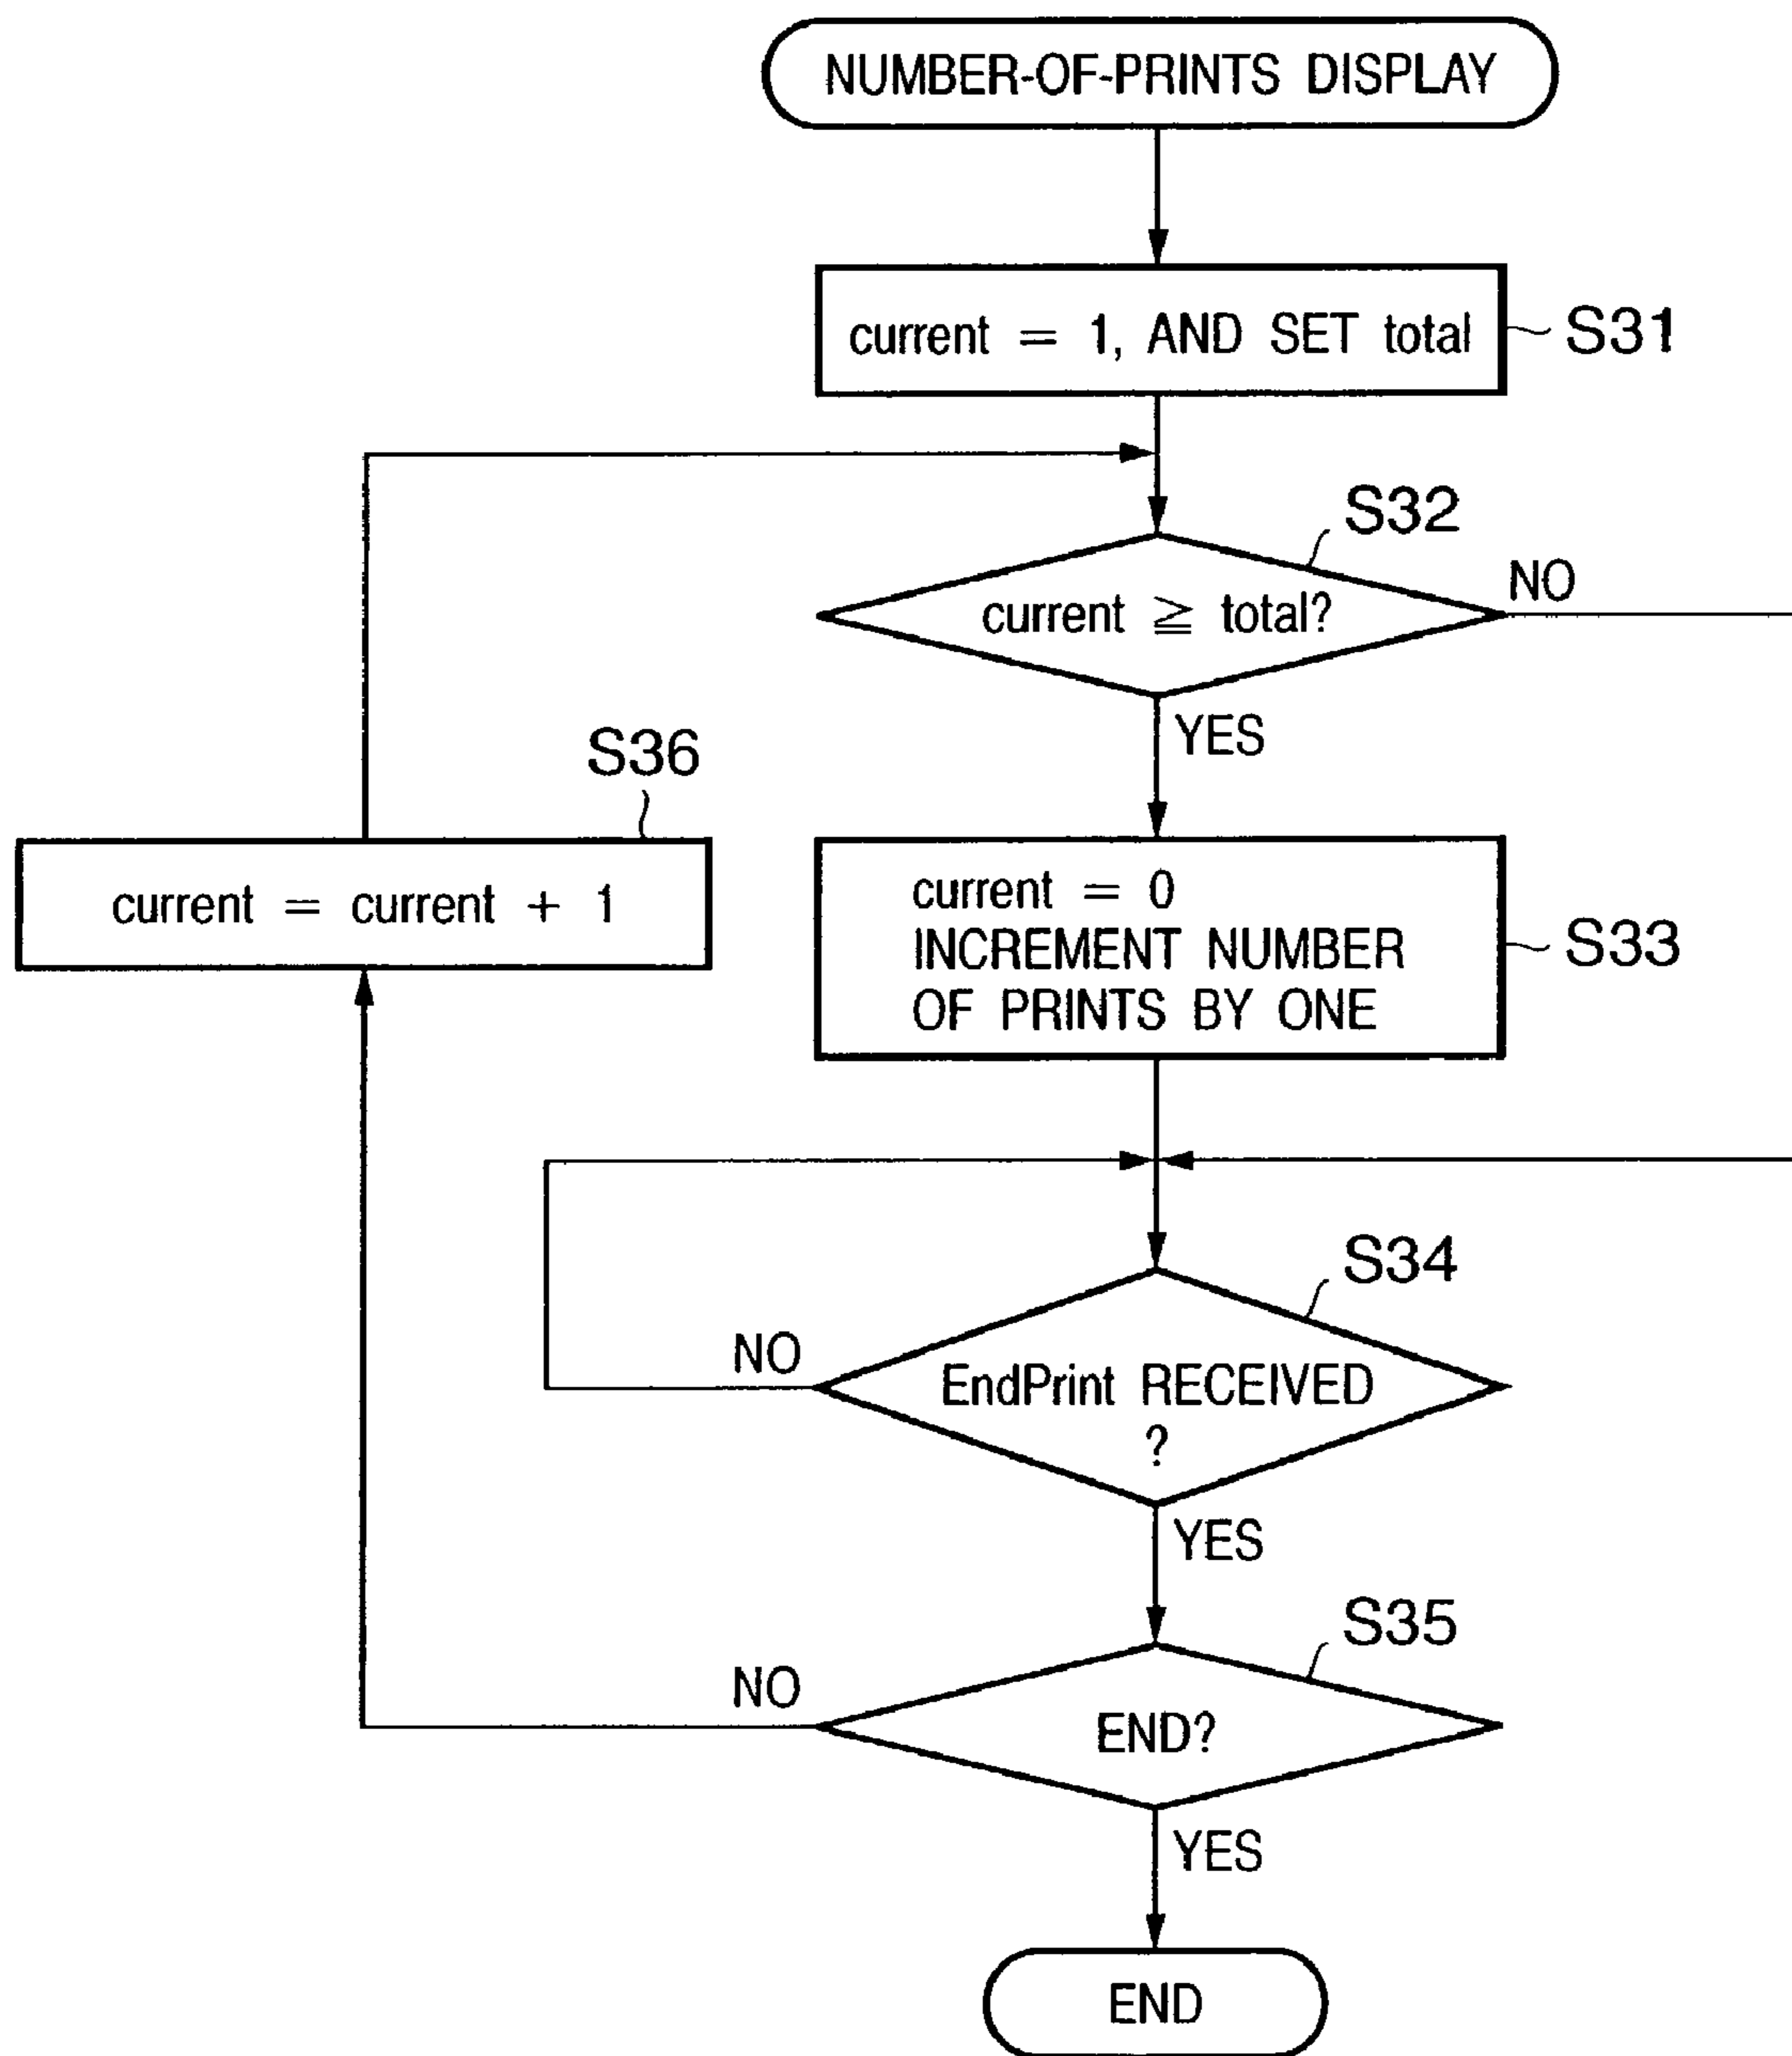 NUMBER-OF-PRINTS DISPLAY
current = 1, AND SET total
S31
S32
current ≧ total?
NO
YES
S36
current = current + 1
current = 0
INCREMENT NUMBER
OF PRINTS BY ONE
S33
S34
NO
EndPrint RECEIVED
?
YES
S35
NO
END?
YES
END